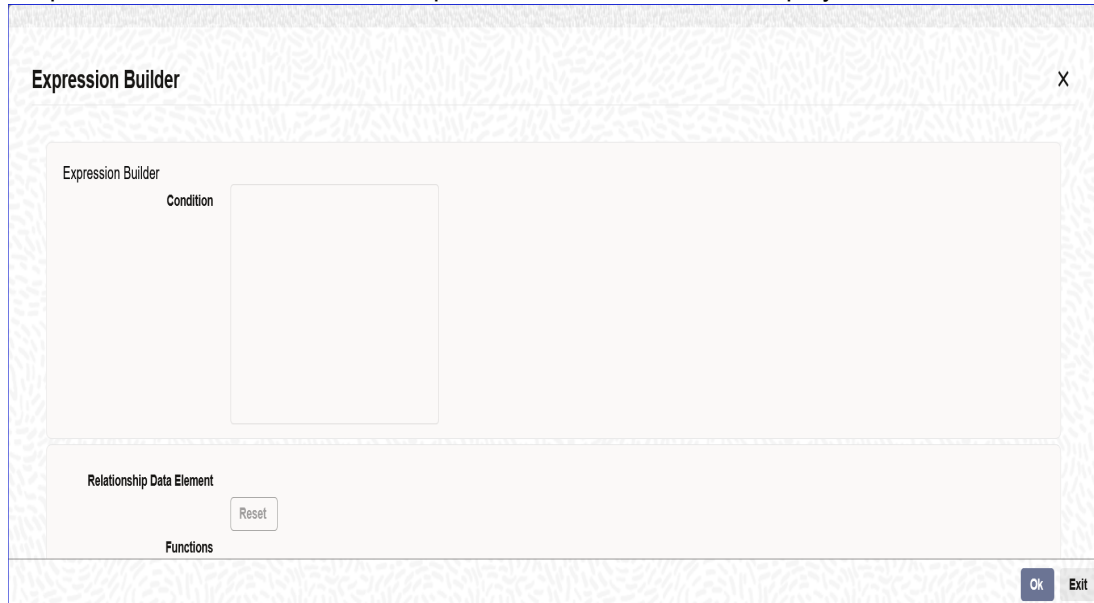 Expression Builder
X
Expression Builder
Condition
Relationship Data Element
Reset
Functions
Ok Exit